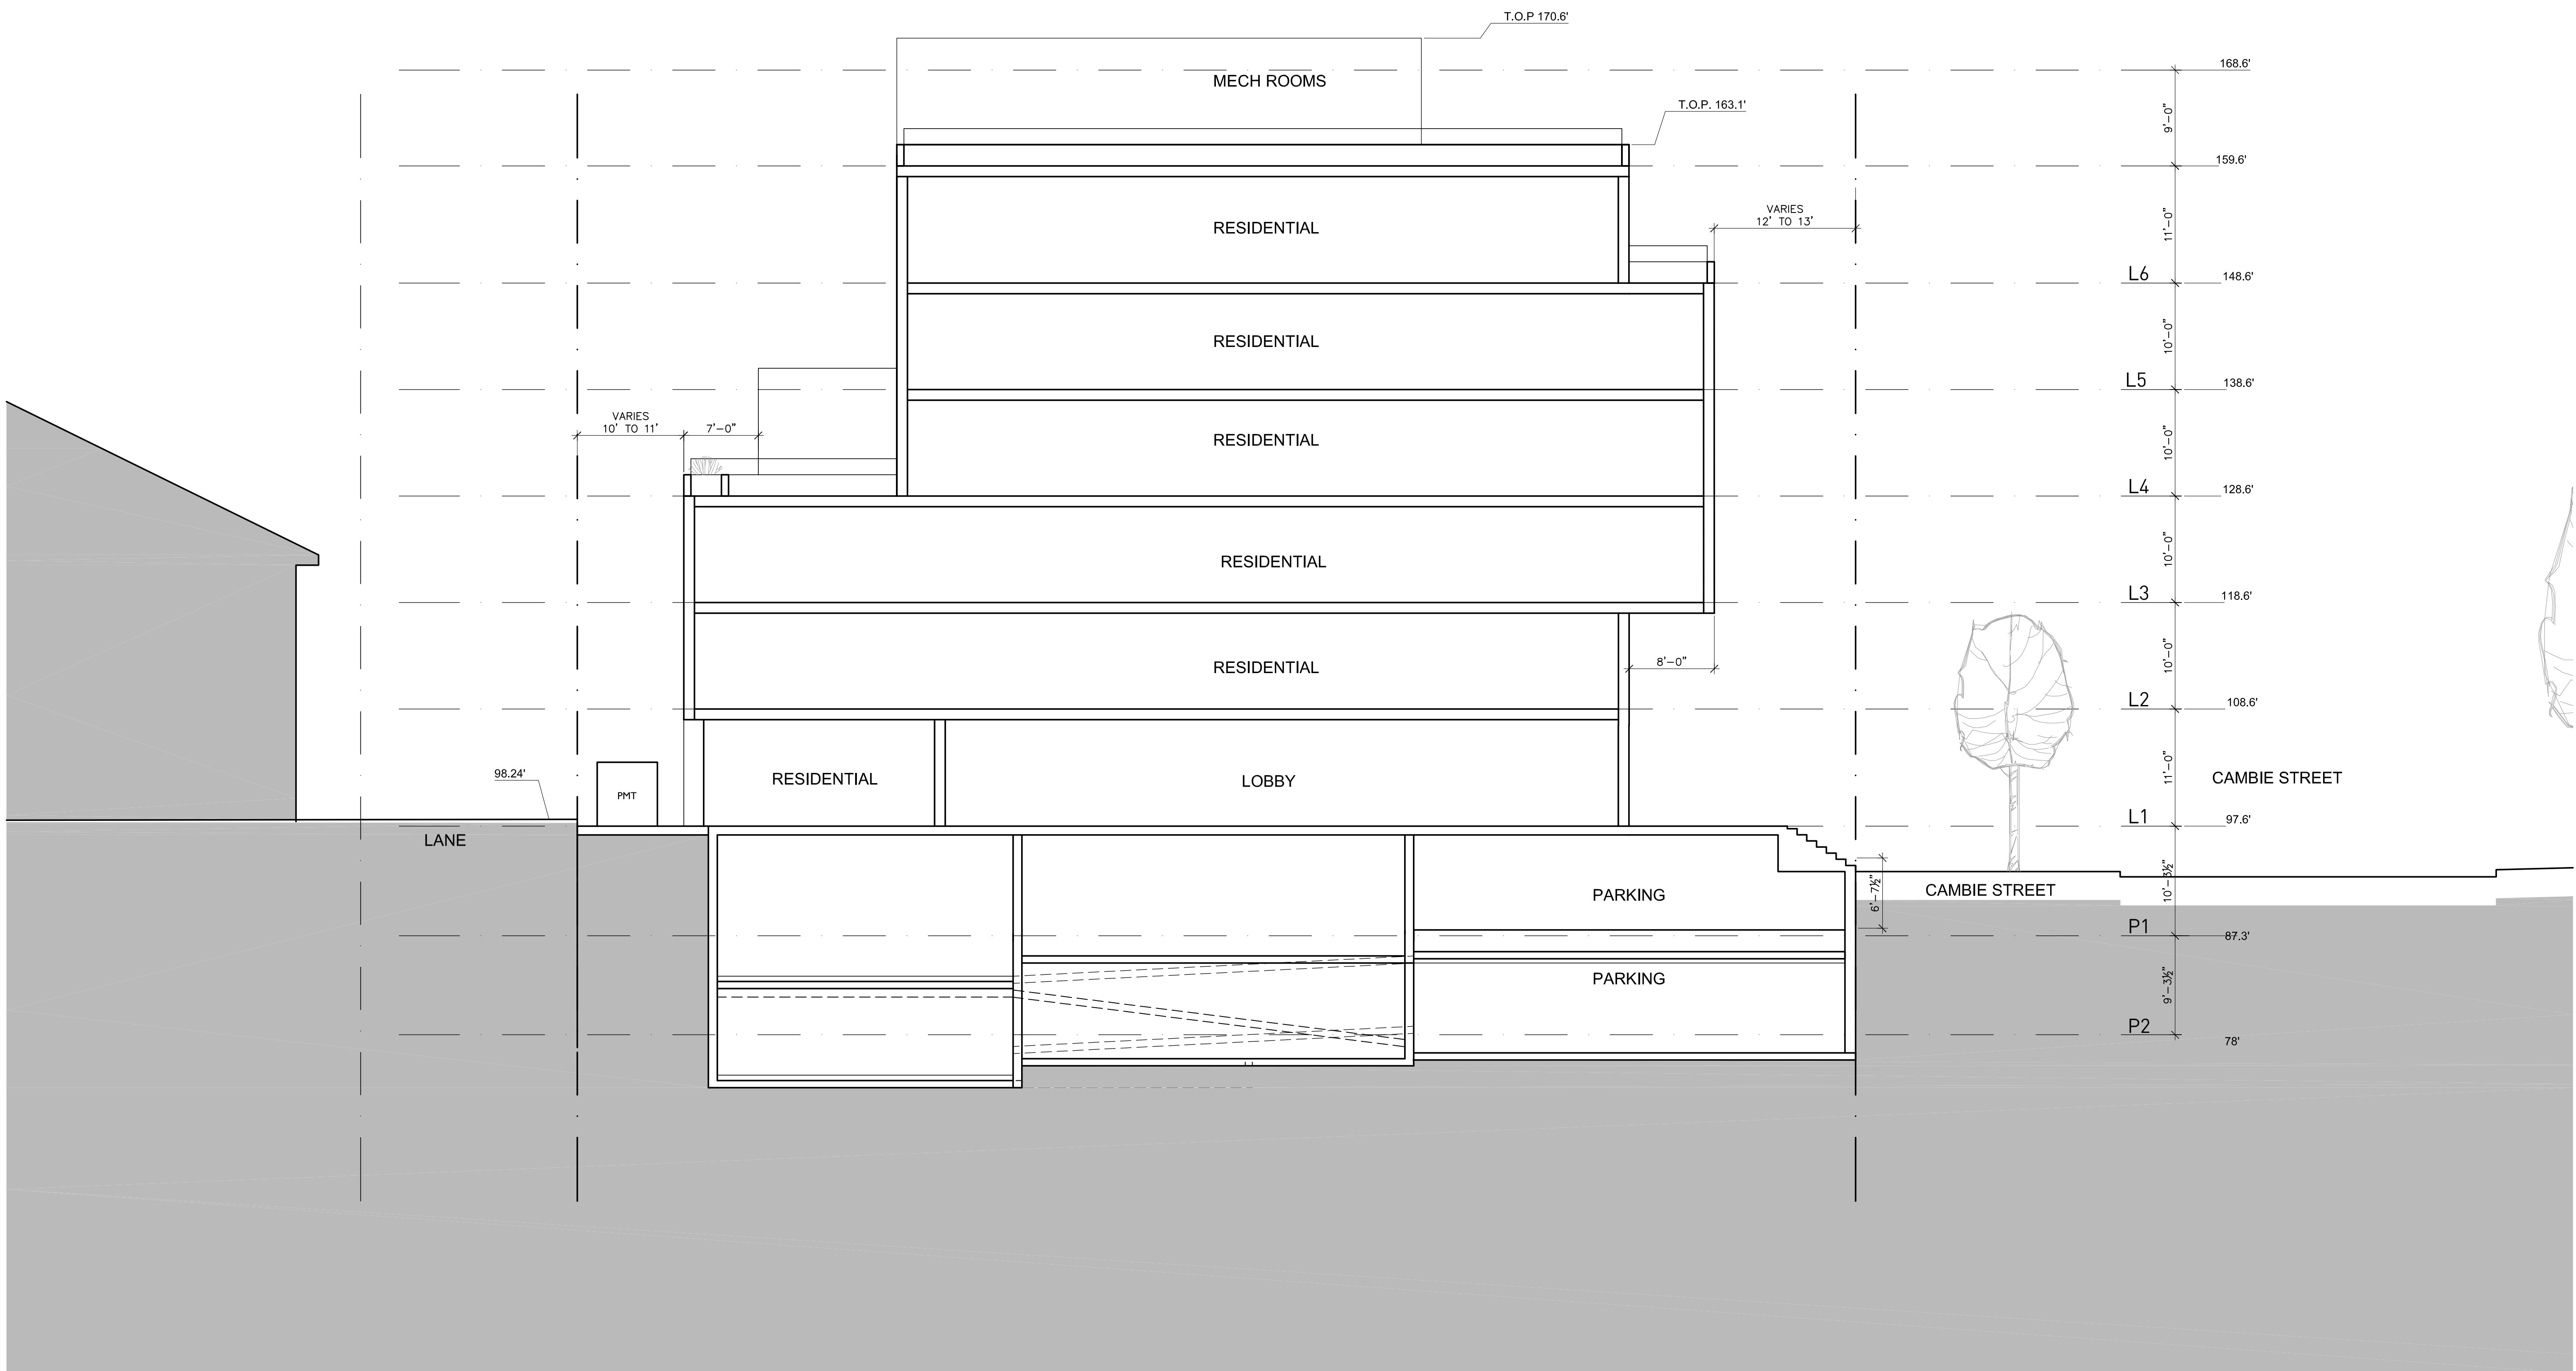 T.O.P 170.6'
MECH ROOMS
168.6'
9'-0"
T.O.P. 163.1'
159.6'
RESIDENTIAL
VARIES
12' TO 13'
11'-0"
L6
148.6'
RESIDENTIAL
10'-0"
L5
138.6'
VARIES
10' TO 11'
7'-0"
RESIDENTIAL
10'-0"
L4
128.6'
RESIDENTIAL
10'-0"
L3
118.6'
RESIDENTIAL
8'-0"
10'-0"
L2
108.6'
98.24'
PMT
RESIDENTIAL
LOBBY
11'-0"
CAMBIE STREET
L1
97.6'
LANE
PARKING
6'-7½"
CAMBIE STREET
10'-3½"
P1
87.3'
PARKING
9'-3½"
P2
78'